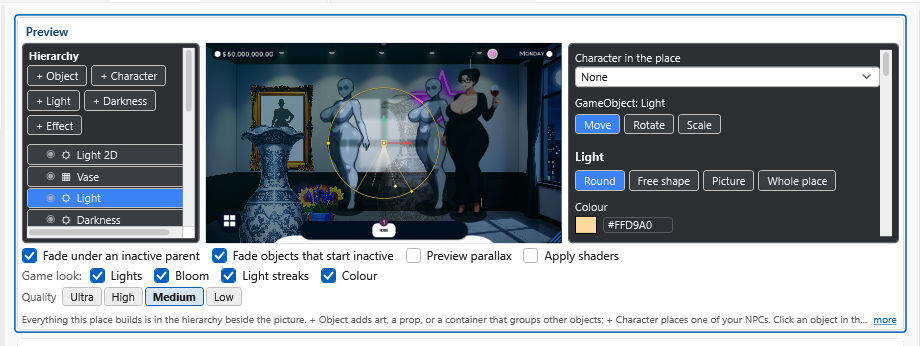 Preview
Hierarchy
+ Object
+ Character
+ Light
+ Darkness
+ Effect
Light 2D
Vase
Light
Darkness
$ 50.000.000.00
MONDAY
Character in the place
None
GameObject: Light
Move
Rotate
Scale
Light
Round
Free shape
Picture
Whole place
Colour
#FFD9A0
Fade under an inactive parent
Fade objects that start inactive
Preview parallax
Apply shaders
Game look:
Lights
Bloom
Light streaks
Colour
Quality
Ultra
High
Medium
Low
Everything this place builds is in the hierarchy beside the picture. + Object adds art, a prop, or a container that groups other objects; + Character places one of your NPCs. Click an object in th...
more